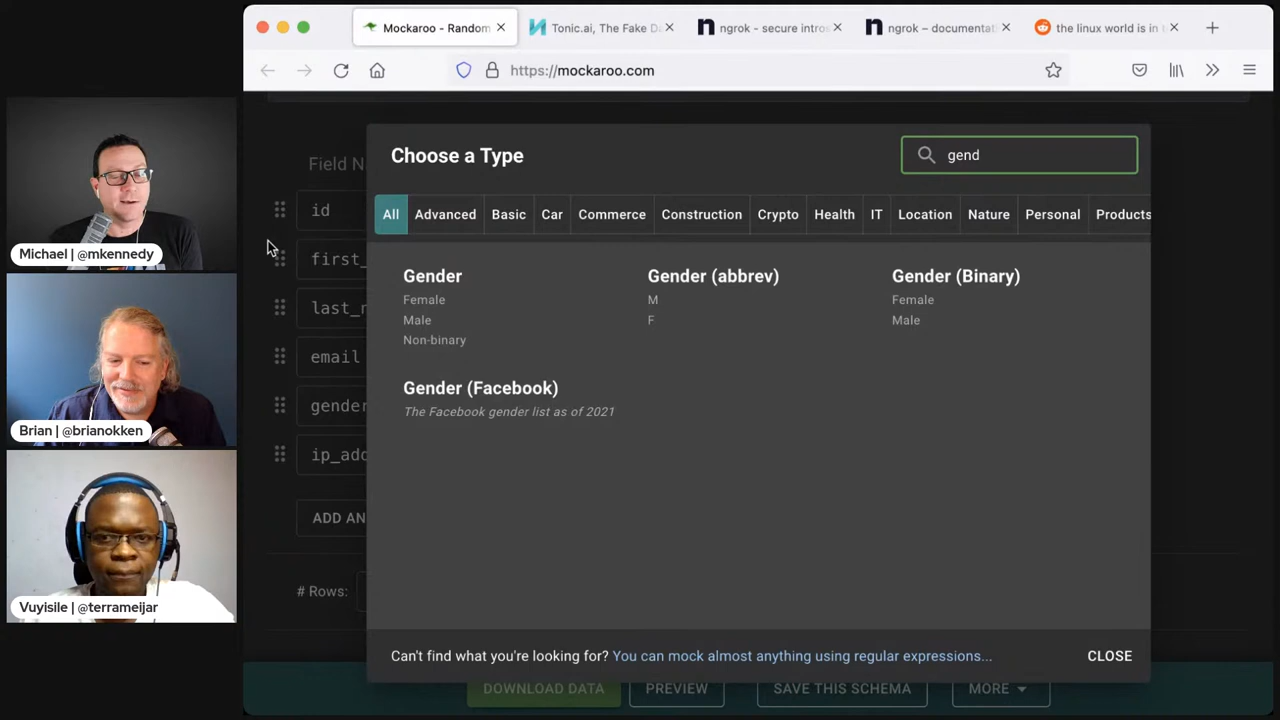 Mockaroo - Random
Tonic.ai, The Fake Da
ngrok - secure intros
ngrok – documentat
the linux world is in t
https://mockaroo.com
Michael | @mkennedy
Brian | @brianokken
Vuyisile | @terrameijar
Field N
id
first_
last_n
email
gender
ip_add
ADD AN
# Rows:
Choose a Type
gend
All Advanced Basic Car Commerce Construction Crypto Health IT Location Nature Personal Products
Gender
Female
Male
Non-binary
Gender (abbrev)
M
F
Gender (Binary)
Female
Male
Gender (Facebook)
The Facebook gender list as of 2021
Can't find what you're looking for? You can mock almost anything using regular expressions...
CLOSE
DOWNLOAD DATA PREVIEW SAVE THIS SCHEMA MORE